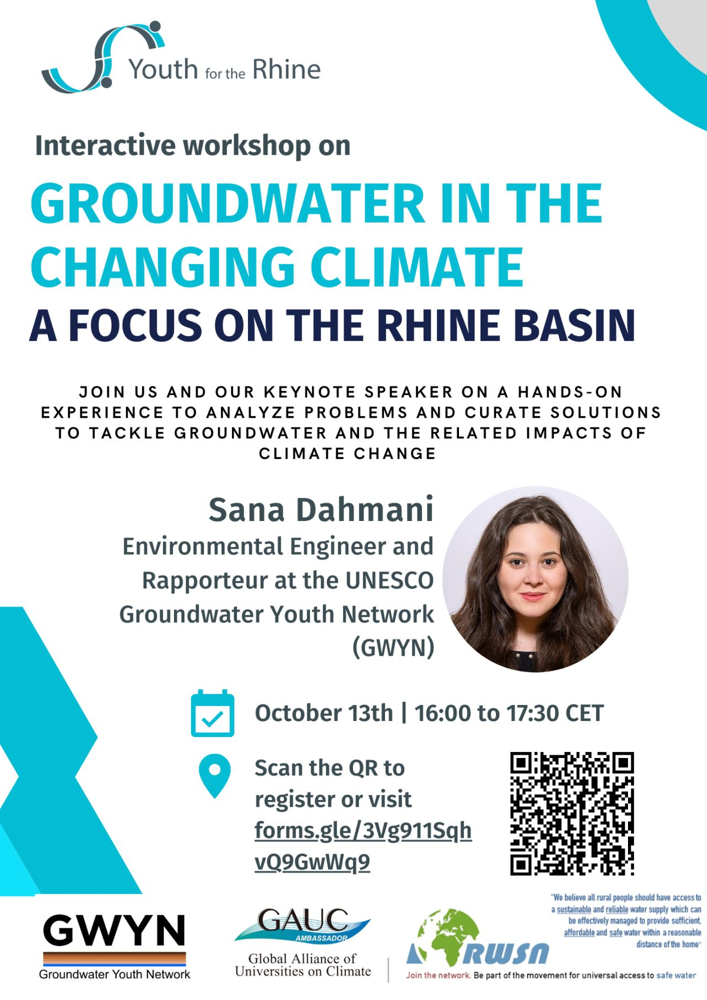 Youth for the Rhine
Interactive workshop on
GROUNDWATER IN THE
CHANGING CLIMATE
A FOCUS ON THE RHINE BASIN
JOIN US AND OUR KEYNOTE SPEAKER ON A HANDS-ON
EXPERIENCE TO ANALYZE PROBLEMS AND CURATE SOLUTIONS
TO TACKLE GROUNDWATER AND THE RELATED IMPACTS OF
CLIMATE CHANGE
Sana Dahmani
Environmental Engineer and
Rapporteur at the UNESCO
Groundwater Youth Network
(GWYN)
October 13th | 16:00 to 17:30 CET
Scan the QR to
register or visit
forms.gle/3Vg911Sqh
vQ9GwWq9
GWYN
Groundwater Youth Network
GAUC
AMBASSADOR
Global Alliance of
Universities on Climate
"We believe all rural people should have access to
a sustainable and reliable water supply which can
be effectively managed to provide sufficient,
affordable and safe water within a reasonable
distance of the home"
RWSN
Join the network. Be part of the movement for universal access to safe water